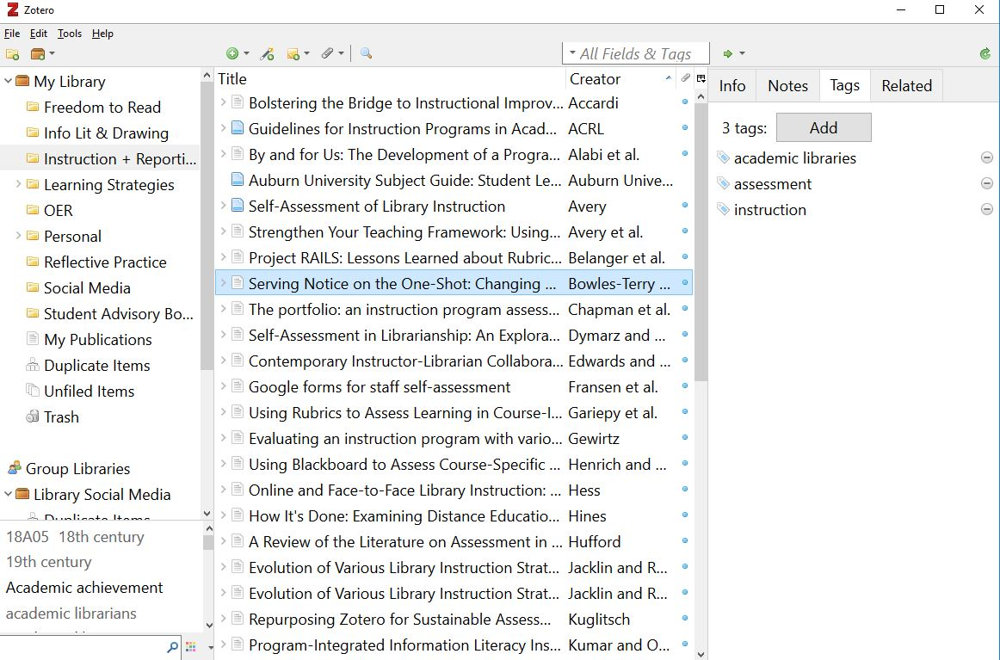 Zotero
File Edit Tools Help
All Fields & Tags
My Library
Freedom to Read
Info Lit & Drawing
Instruction + Reporti...
Learning Strategies
OER
Personal
Reflective Practice
Social Media
Student Advisory Bo...
My Publications
Duplicate Items
Unfiled Items
Trash
Group Libraries
Library Social Media
Duplicate Items
18A05 18th century
19th century
Academic achievement
academic librarians
Title Creator
Bolstering the Bridge to Instructional Improv... Accardi
Guidelines for Instruction Programs in Acad... ACRL
By and for Us: The Development of a Progra... Alabi et al.
Auburn University Subject Guide: Student Le... Auburn Unive...
Self-Assessment of Library Instruction Avery
Strengthen Your Teaching Framework: Using... Avery et al.
Project RAILS: Lessons Learned about Rubric... Belanger et al.
Serving Notice on the One-Shot: Changing ... Bowles-Terry ...
The portfolio: an instruction program assess... Chapman et al.
Self-Assessment in Librarianship: An Explora... Dymarz and ...
Contemporary Instructor-Librarian Collabora... Edwards and ...
Google forms for staff self-assessment Fransen et al.
Using Rubrics to Assess Learning in Course-I... Gariepy et al.
Evaluating an instruction program with vario... Gewirtz
Using Blackboard to Assess Course-Specific ... Henrich and ...
Online and Face-to-Face Library Instruction: ... Hess
How It's Done: Examining Distance Educatio... Hines
A Review of the Literature on Assessment in ... Hufford
Evolution of Various Library Instruction Strat... Jacklin and R...
Evolution of Various Library Instruction Strat... Jacklin and R...
Repurposing Zotero for Sustainable Assess... Kuglitsch
Program-Integrated Information Literacy Ins... Kumar and O...
Info Notes Tags Related
3 tags: Add
academic libraries
assessment
instruction